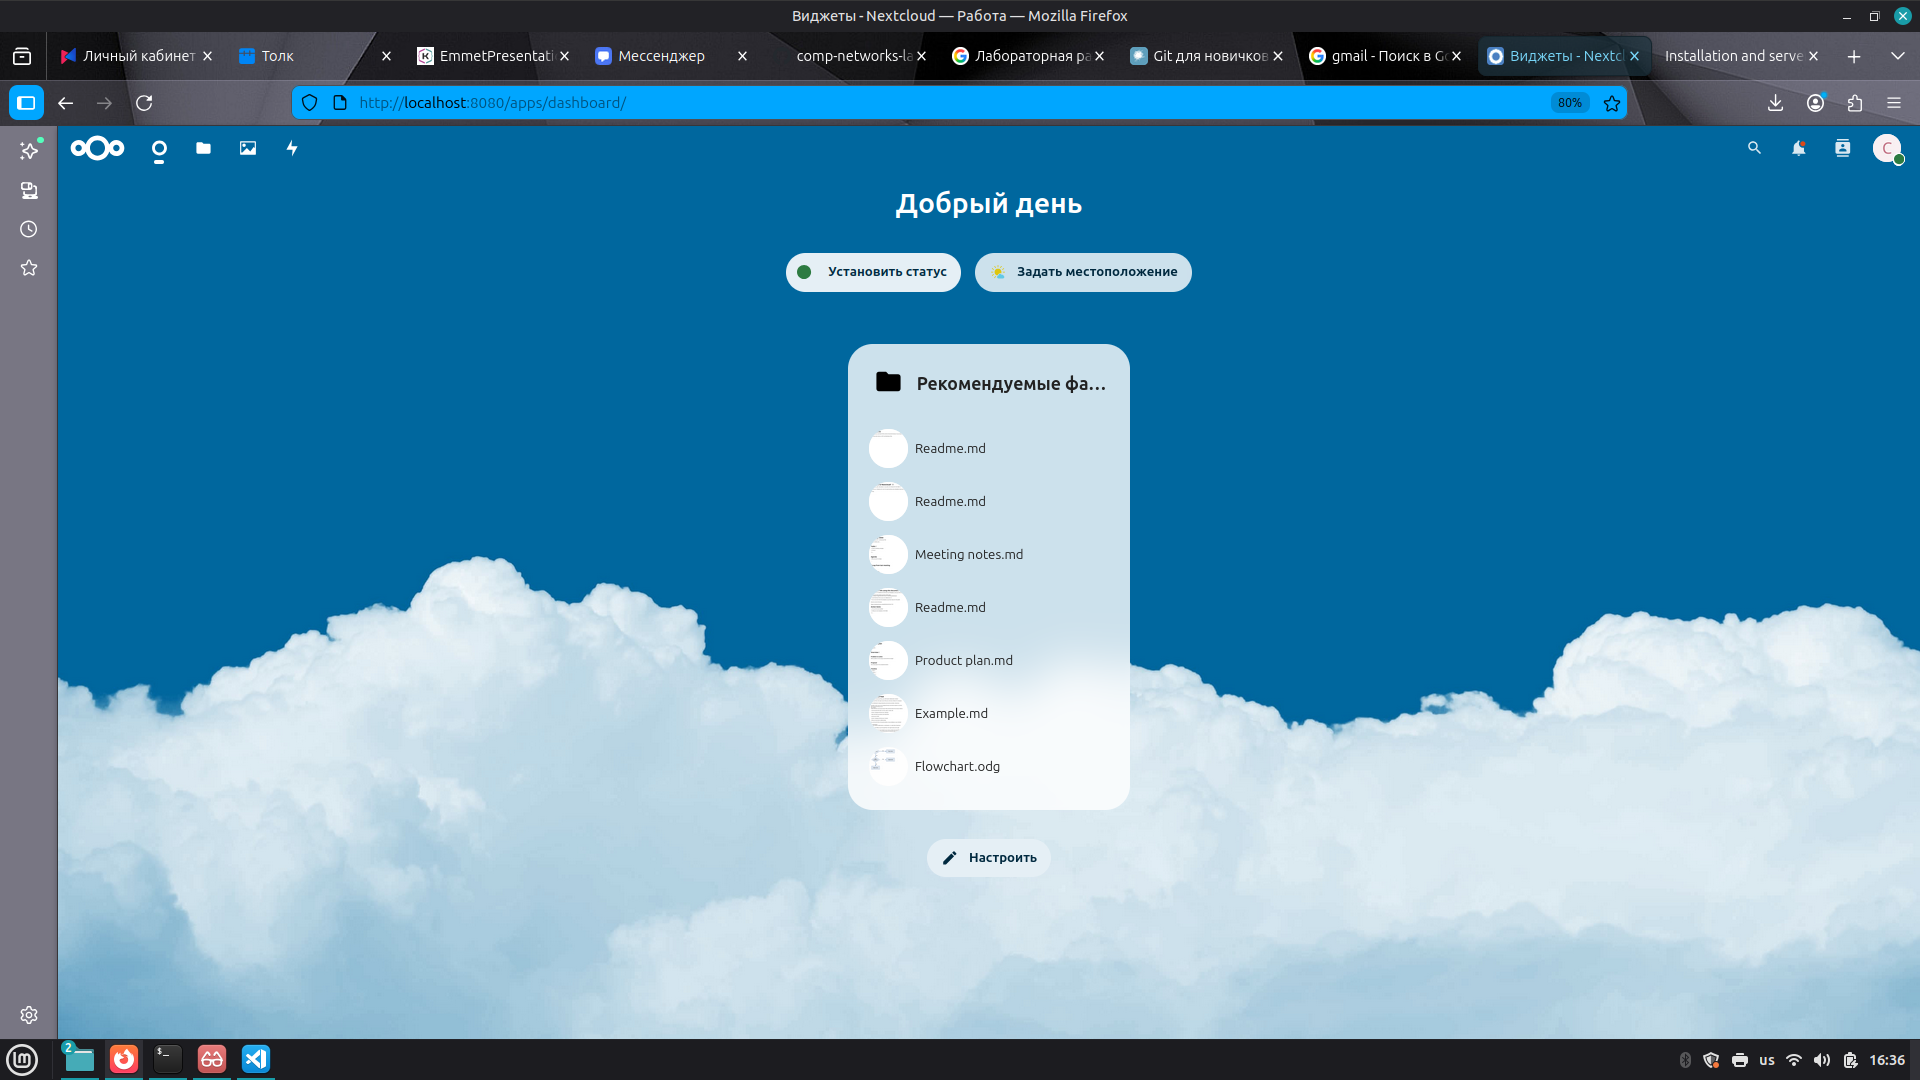 Виджеты - Nextcloud — Работа — Mozilla Firefox
Личный кабинет
Толк
EmmetPresentati
Мессенджер
comp-networks-la
Лабораторная ра
Git для новичков
gmail - Поиск в Go
Виджеты - Nextcl
Installation and serve
http://localhost:8080/apps/dashboard/
80%
C
Добрый день
Установить статус
Задать местоположение
Рекомендуемые фа...
Readme.md
Readme.md
Meeting notes.md
Readme.md
Product plan.md
Example.md
Flowchart.odg
Настроить
2
us
16:36